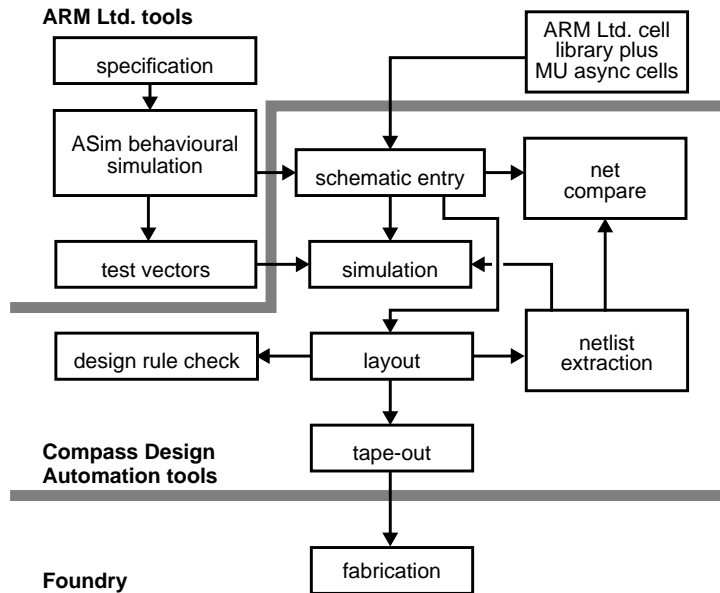 ARM Ltd. tools
ARM Ltd. cell
library plus
MU async cells
specification
ASim behavioural
simulation
schematic entry
net
compare
test vectors
simulation
design rule check
layout
netlist
extraction
Compass Design
Automation tools
tape-out
fabrication
Foundry